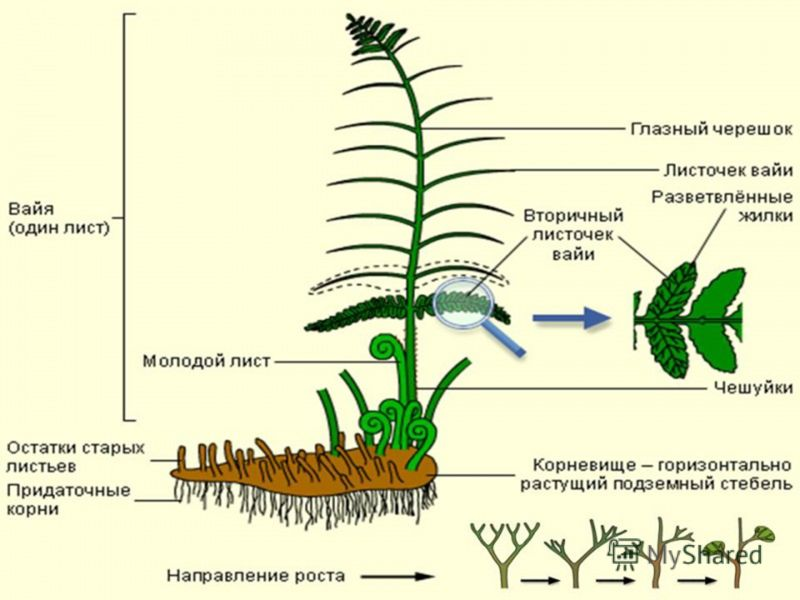 Глазный черешок
Листочек вайи
Разветвлённые
жилки
Вторичный
листочек
вайи
Вайя
(один лист)
Молодой лист
Чешуйки
Остатки старых
листьев
Придаточные
корни
Корневище – горизонтально
растущий подземный стебель
Направление роста
MyShared